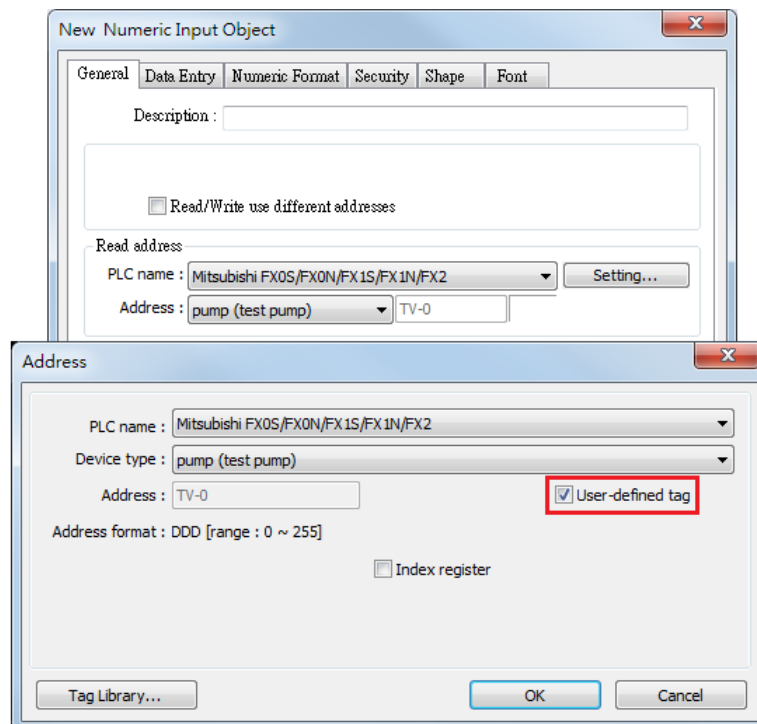 New Numeric Input Object
General Data Entry Numeric Format Security Shape Font
Description :
Read/Write use different addresses
Read address
PLC name : Mitsubishi FX0S/FX0N/FX1S/FX1N/FX2 Setting...
Address : pump (test pump) TV-0
Address
PLC name : Mitsubishi FX0S/FX0N/FX1S/FX1N/FX2
Device type : pump (test pump)
Address : TV-0 User-defined tag
Address format : DDD [range : 0 ~ 255]
Index register
Tag Library... OK Cancel